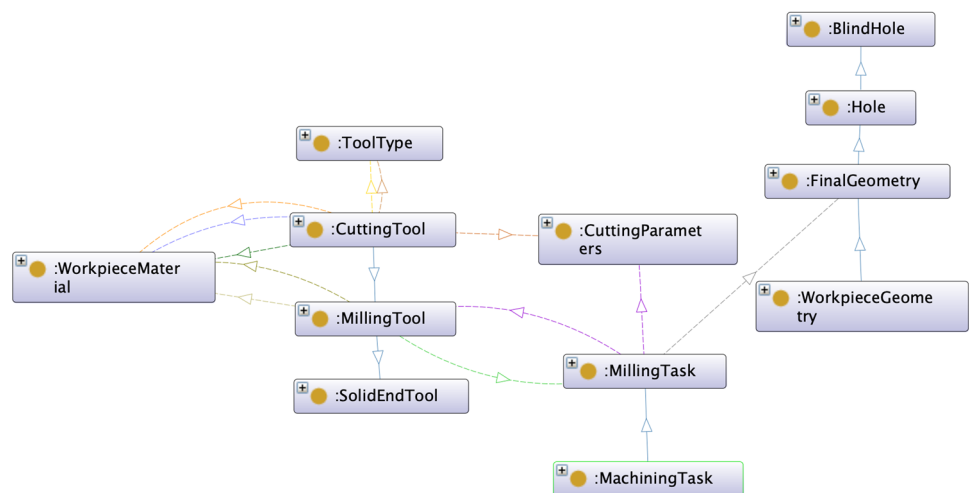 :BlindHole
:Hole
:ToolType
:FinalGeometry
:CuttingTool
:CuttingParamet
ers
:WorkpieceMater
ial
:WorkpieceGeome
try
:MillingTool
:MillingTask
:SolidEndTool
:MachiningTask